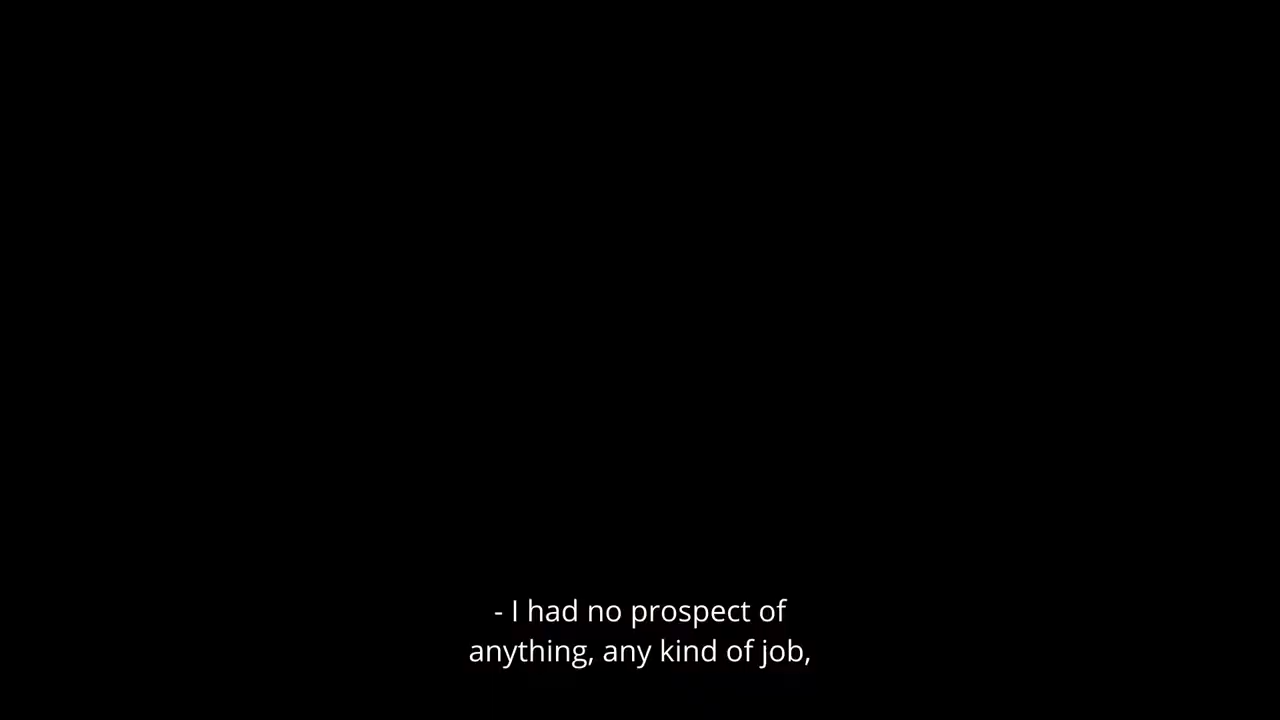 - I had no prospect of
anything, any kind of job,